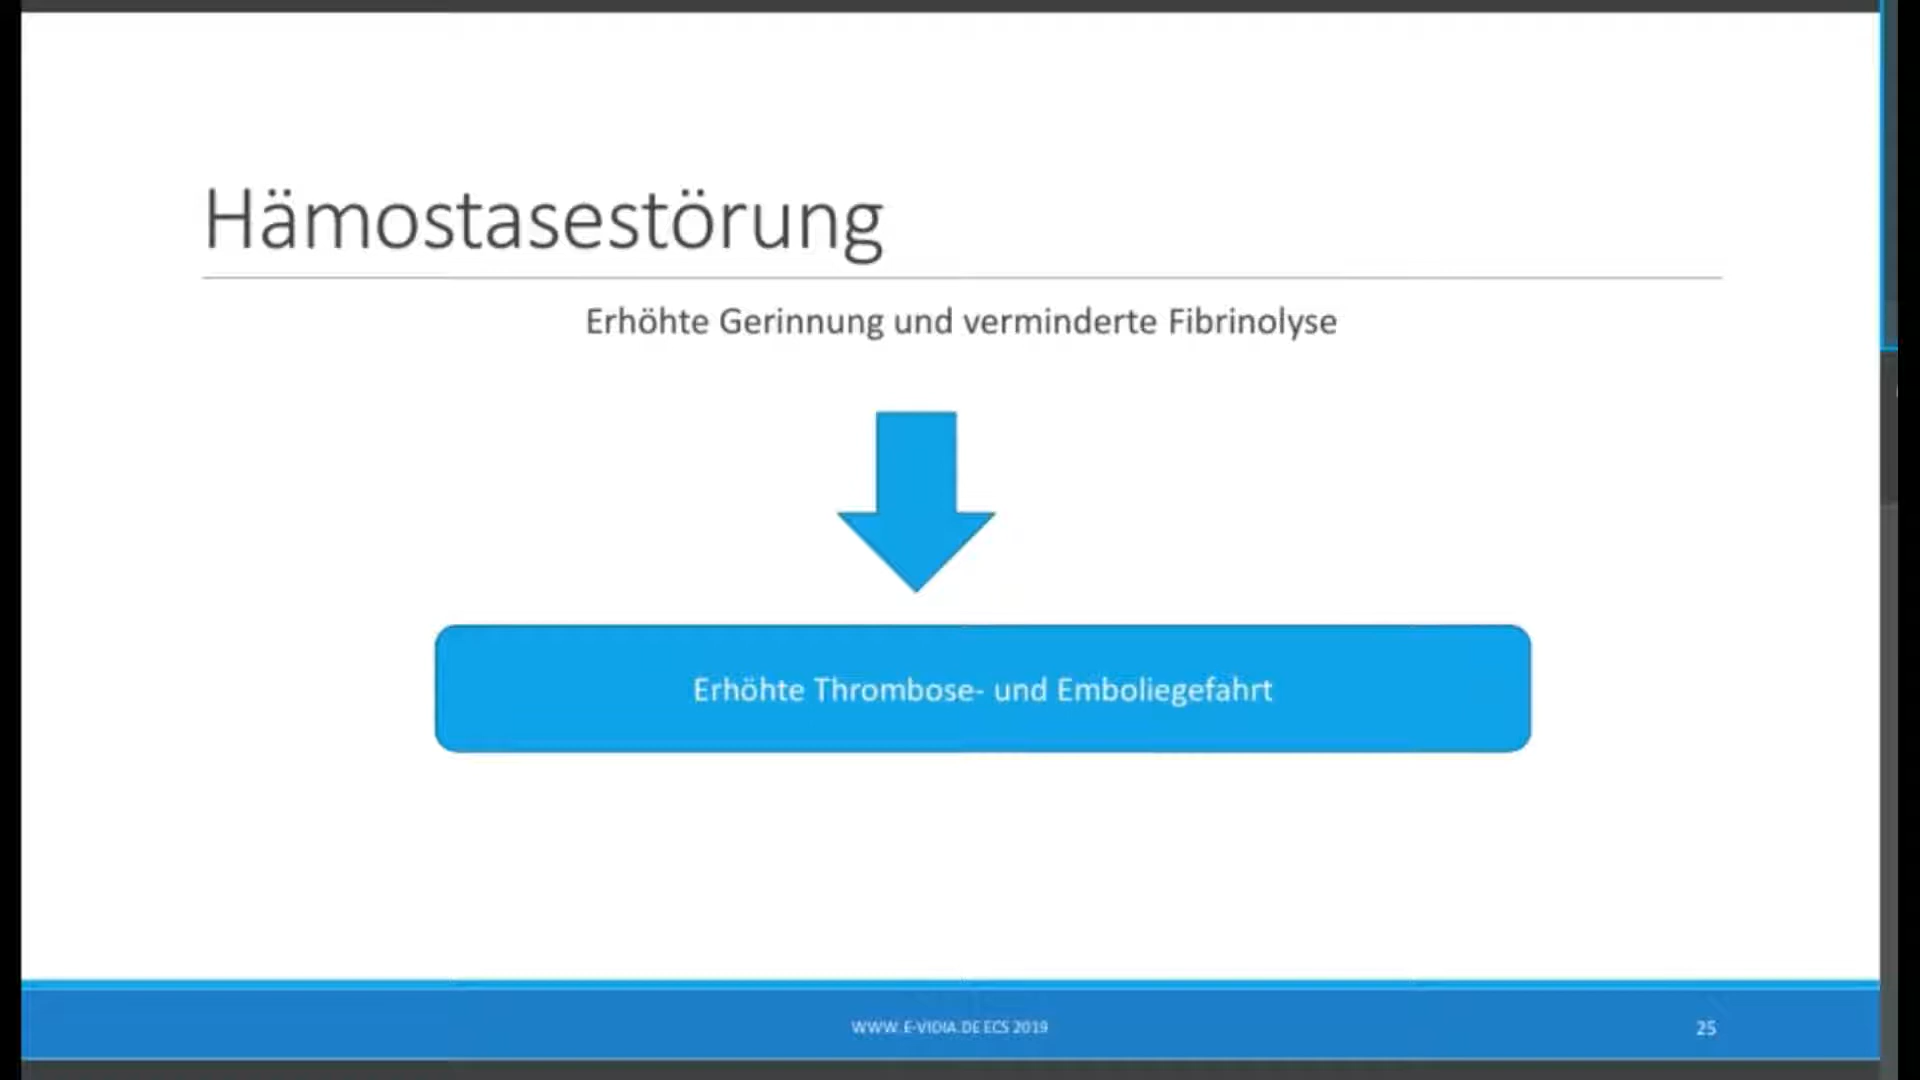 Hämostasestörung
Erhöhte Gerinnung und verminderte Fibrinolyse
Erhöhte Thrombose- und Emboliegefahrt
WWW.E-VIDIA.DE ECS 2019
25